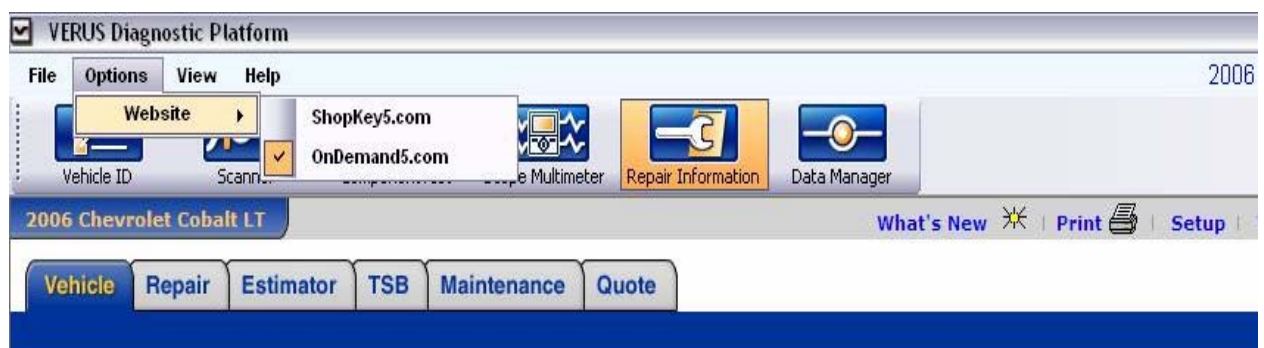 VERUS Diagnostic Platform
File Options View Help 2006
Website ShopKey5.com
OnDemand5.com
Vehicle ID Multimeter Repair Information Data Manager
2006 Chevrolet Cobalt LT What's New Print Setup
Vehicle Repair Estimator TSB Maintenance Quote